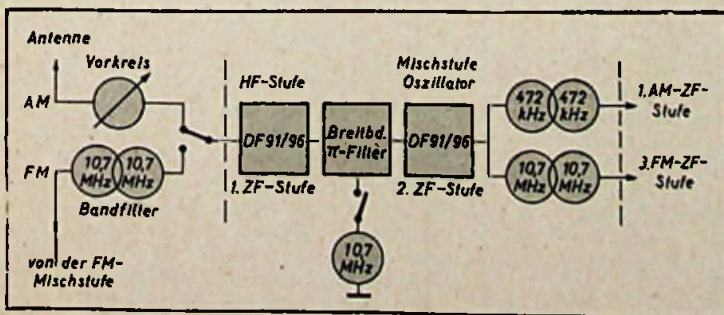 Antenne
Vorkreis
AM
FM
10,7 MHz
10,7 MHz
Bandfilter
von der FM-
Mischstufe
HF-Stufe
DF91/96
1. ZF-Stufe
Breitbd.
π-Filter
10,7
MHz
Mischstufe
Oszillator
DF91/96
2. ZF-Stufe
472 kHz
472 kHz
10,7 MHz
10,7 MHz
1.AM-ZF-
Stufe
3.FM-ZF-
Stufe